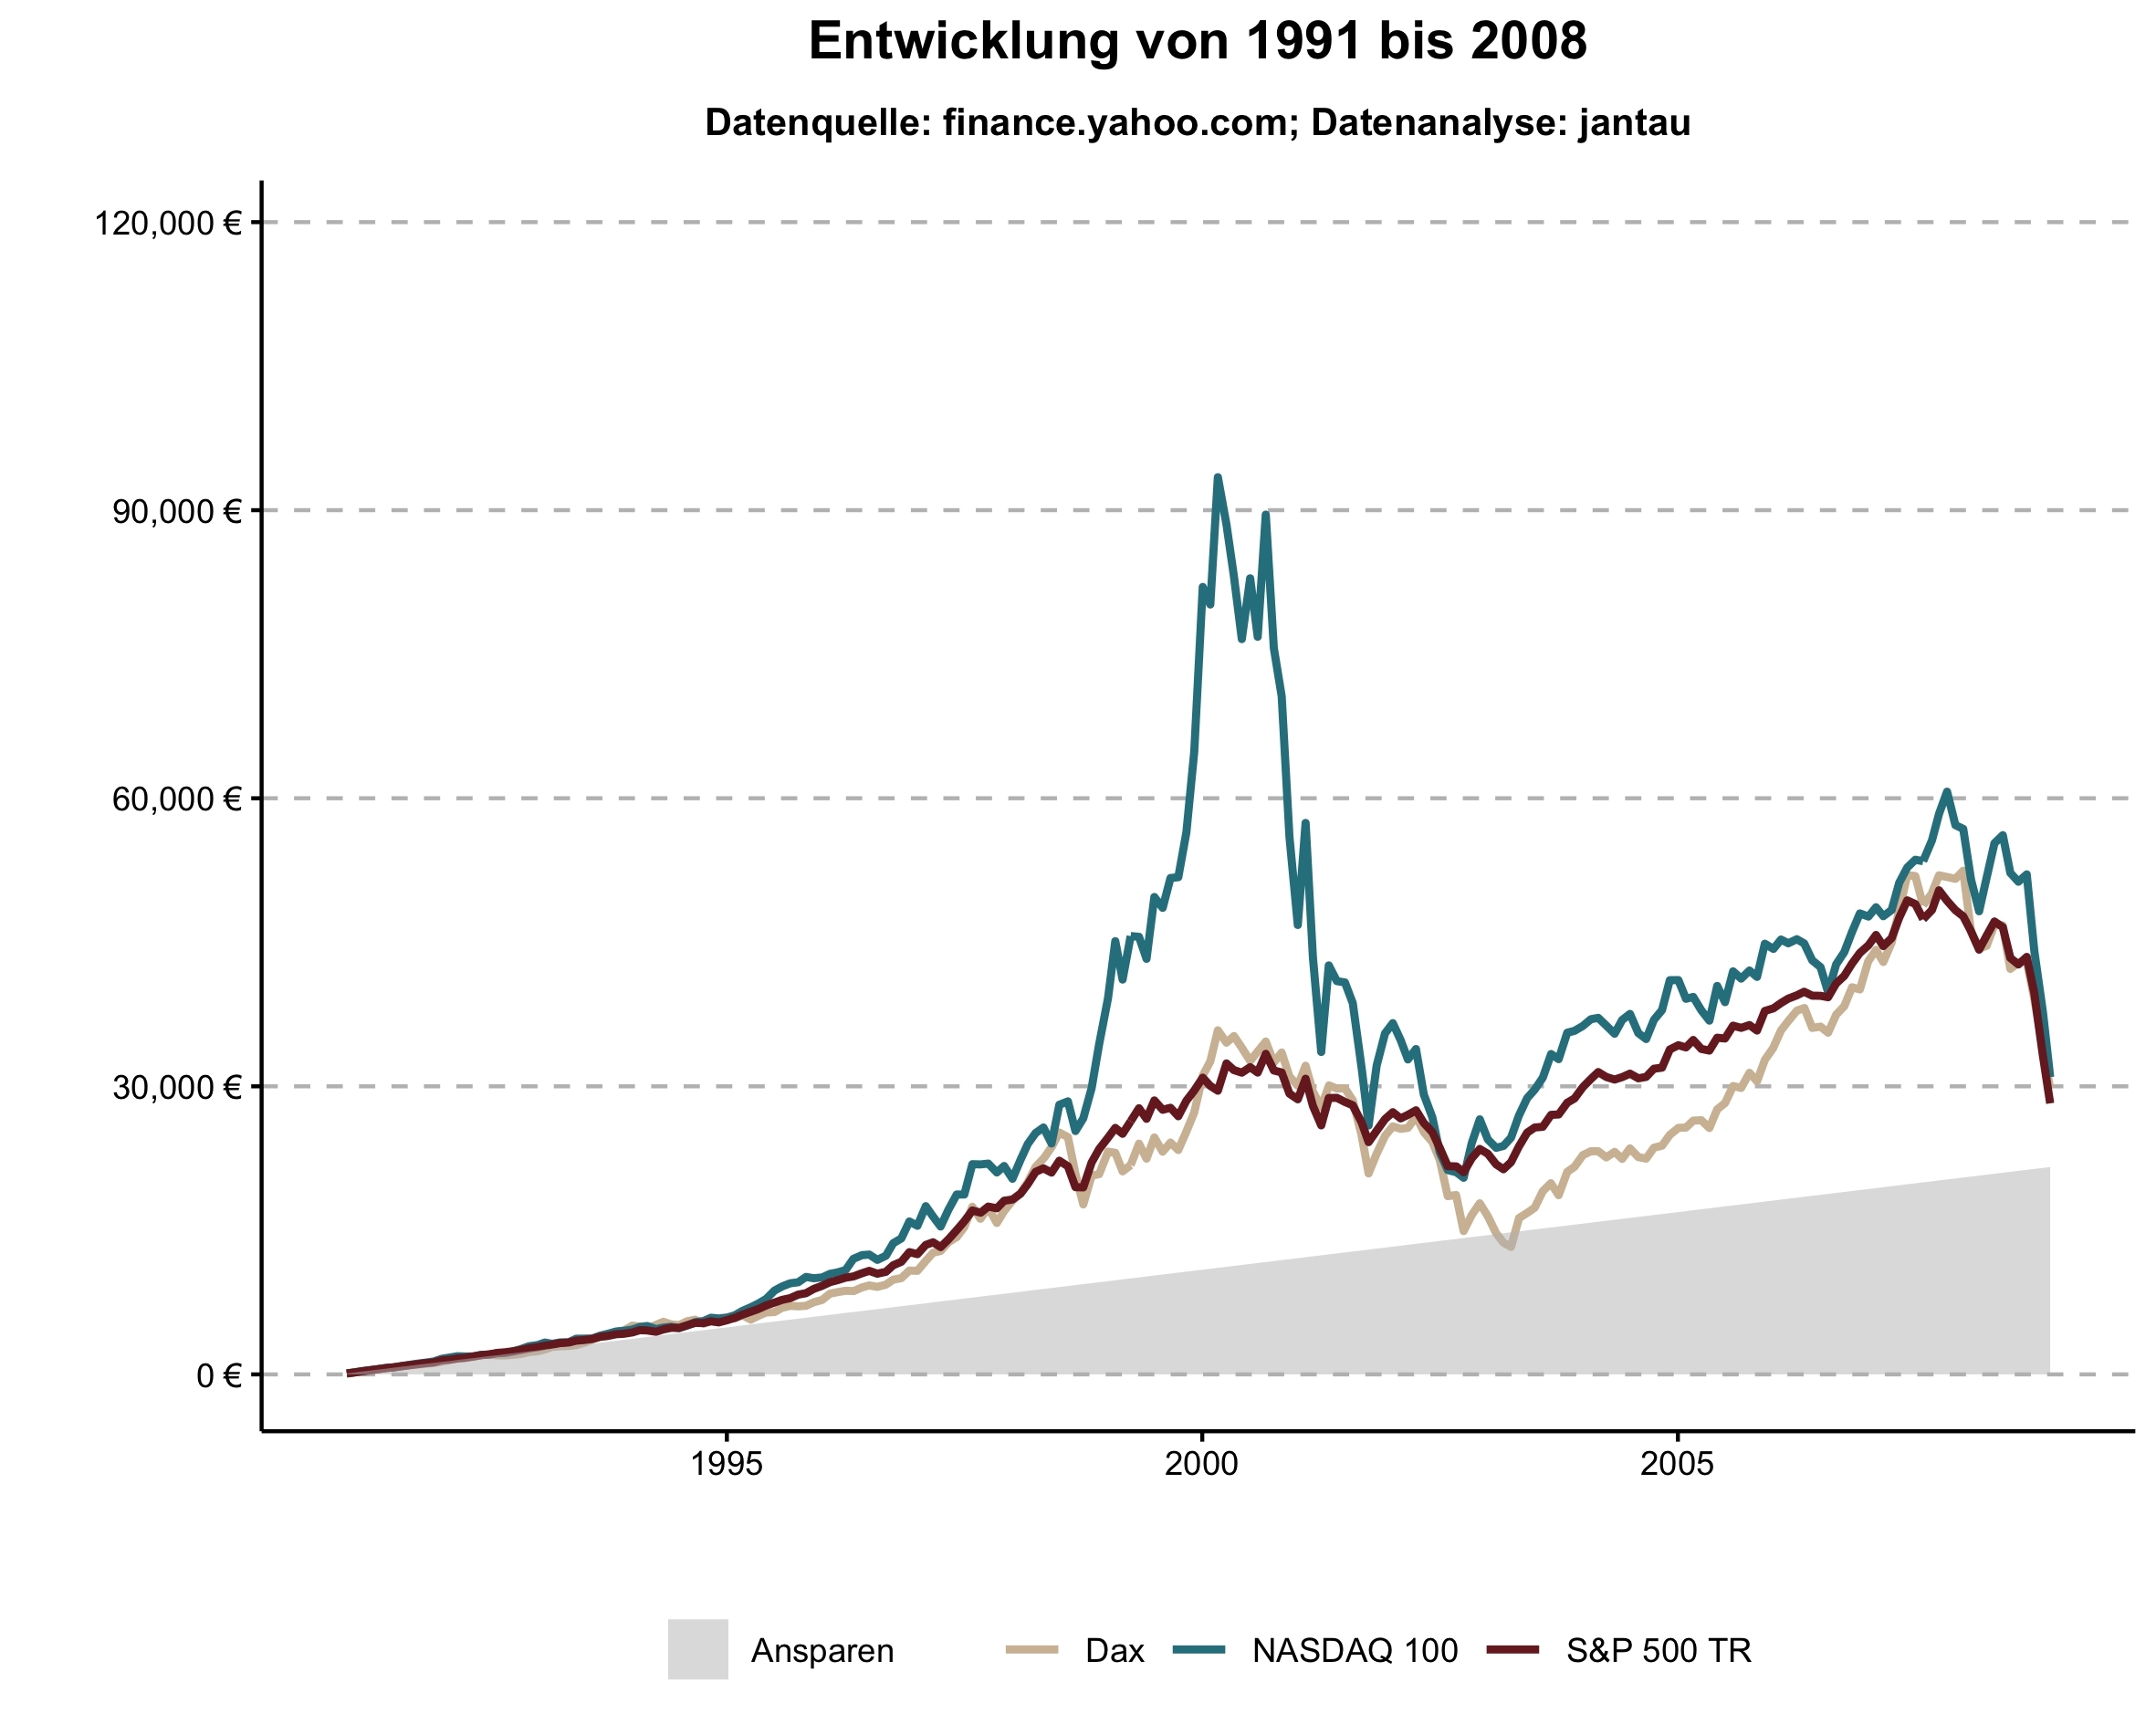 Entwicklung von 1991 bis 2008
Datenquelle: finance.yahoo.com; Datenanalyse: jantau
120,000 €
90,000 €
60,000 €
30,000 €
0 €
1995 2000 2005
Ansparen Dax NASDAQ 100 S&P 500 TR